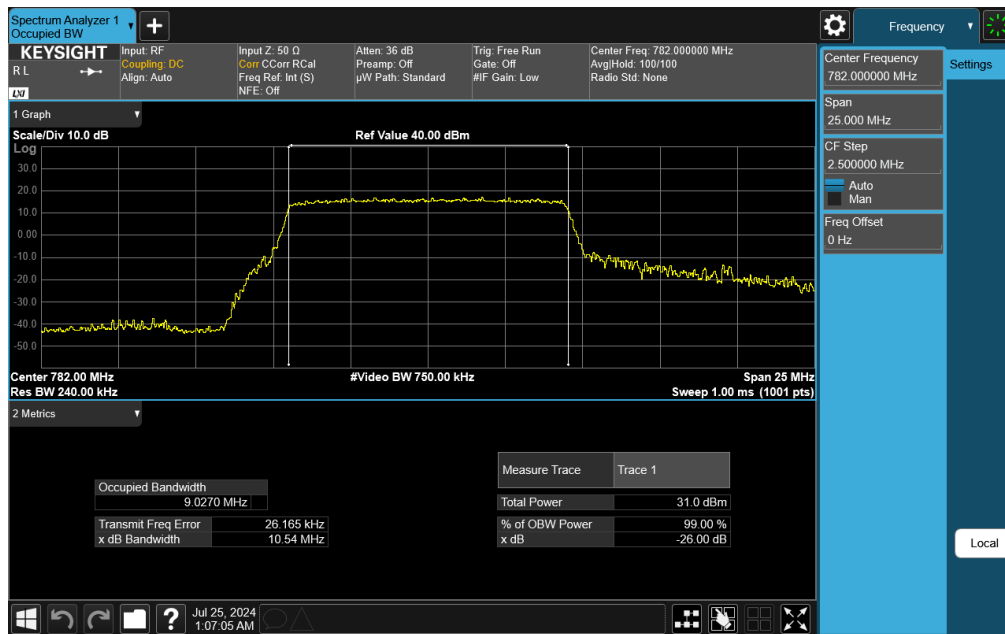 Spectrum Analyzer 1
Occupied BW
Frequency
KEYSIGHT
R L
LXI
Input: RF
Coupling: DC
Align: Auto
Input Z: 50 Ω
Corr CCorr RCal
Freq Ref: Int (S)
NFE: Off
Atten: 36 dB
Preamp: Off
µW Path: Standard
Trig: Free Run
Gate: Off
#IF Gain: Low
Center Freq: 782.000000 MHz
Avg|Hold: 100/100
Radio Std: None
Center Frequency
782.000000 MHz
Settings
Span
25.000 MHz
CF Step
2.500000 MHz
Auto
Man
Freq Offset
0 Hz
1 Graph
Scale/Div 10.0 dB
Ref Value 40.00 dBm
Log
30.0
20.0
10.0
0.00
-10.0
-20.0
-30.0
-40.0
-50.0
Center 782.00 MHz
#Video BW 750.00 kHz
Span 25 MHz
Res BW 240.00 kHz
Sweep 1.00 ms (1001 pts)
2 Metrics
Measure Trace Trace 1
Occupied Bandwidth
9.0270 MHz
Total Power 31.0 dBm
Transmit Freq Error 26.165 kHz
% of OBW Power 99.00 %
x dB Bandwidth 10.54 MHz
x dB -26.00 dB
Local
?
Jul 25, 2024
1:07:05 AM